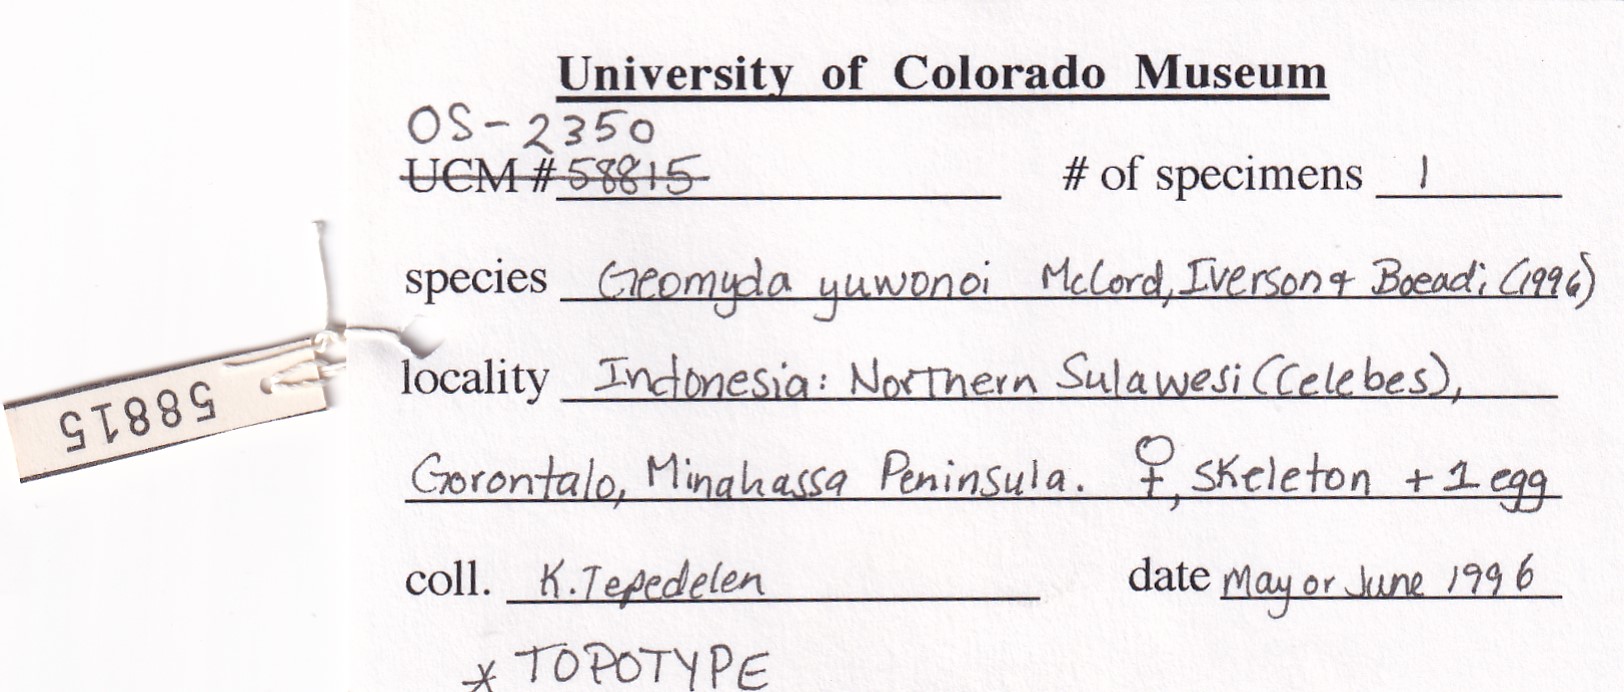 University of Colorado Museum
OS-2350
UCM # 58815
# of specimens 1
species Geomyda yuwonoi McCord, Iverson & Boeadi (1996)
locality Indonesia: Northern Sulawesi (Celebes),
Gorontalo, Minahassa Peninsula. ♀, skeleton + 1 egg
coll. K. Tepedelen
date May or June 1996
* TOPOTYPE
58815